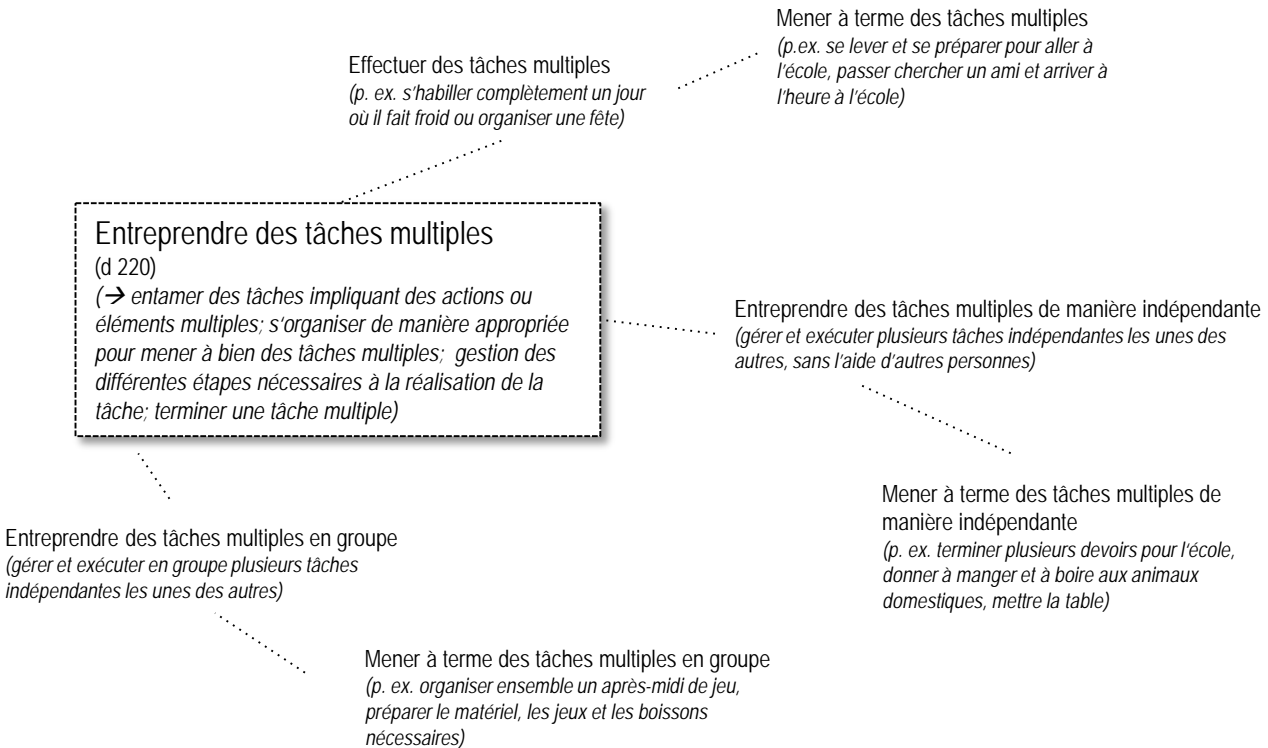 Mener à terme des tâches multiples
(p.ex. se lever et se préparer pour aller à
l'école, passer chercher un ami et arriver à
l'heure à l'école)
Effectuer des tâches multiples
(p. ex. s'habiller complètement un jour
où il fait froid ou organiser une fête)
Entreprendre des tâches multiples
(d 220)
(→ entamer des tâches impliquant des actions ou
éléments multiples; s'organiser de manière appropriée
pour mener à bien des tâches multiples; gestion des
différentes étapes nécessaires à la réalisation de la
tâche; terminer une tâche multiple)
Entreprendre des tâches multiples de manière indépendante
(gérer et exécuter plusieurs tâches indépendantes les unes des
autres, sans l'aide d'autres personnes)
Mener à terme des tâches multiples de
manière indépendante
(p. ex. terminer plusieurs devoirs pour l'école,
donner à manger et à boire aux animaux
domestiques, mettre la table)
Entreprendre des tâches multiples en groupe
(gérer et exécuter en groupe plusieurs tâches
indépendantes les unes des autres)
Mener à terme des tâches multiples en groupe
(p. ex. organiser ensemble un après-midi de jeu,
préparer le matériel, les jeux et les boissons
nécessaires)